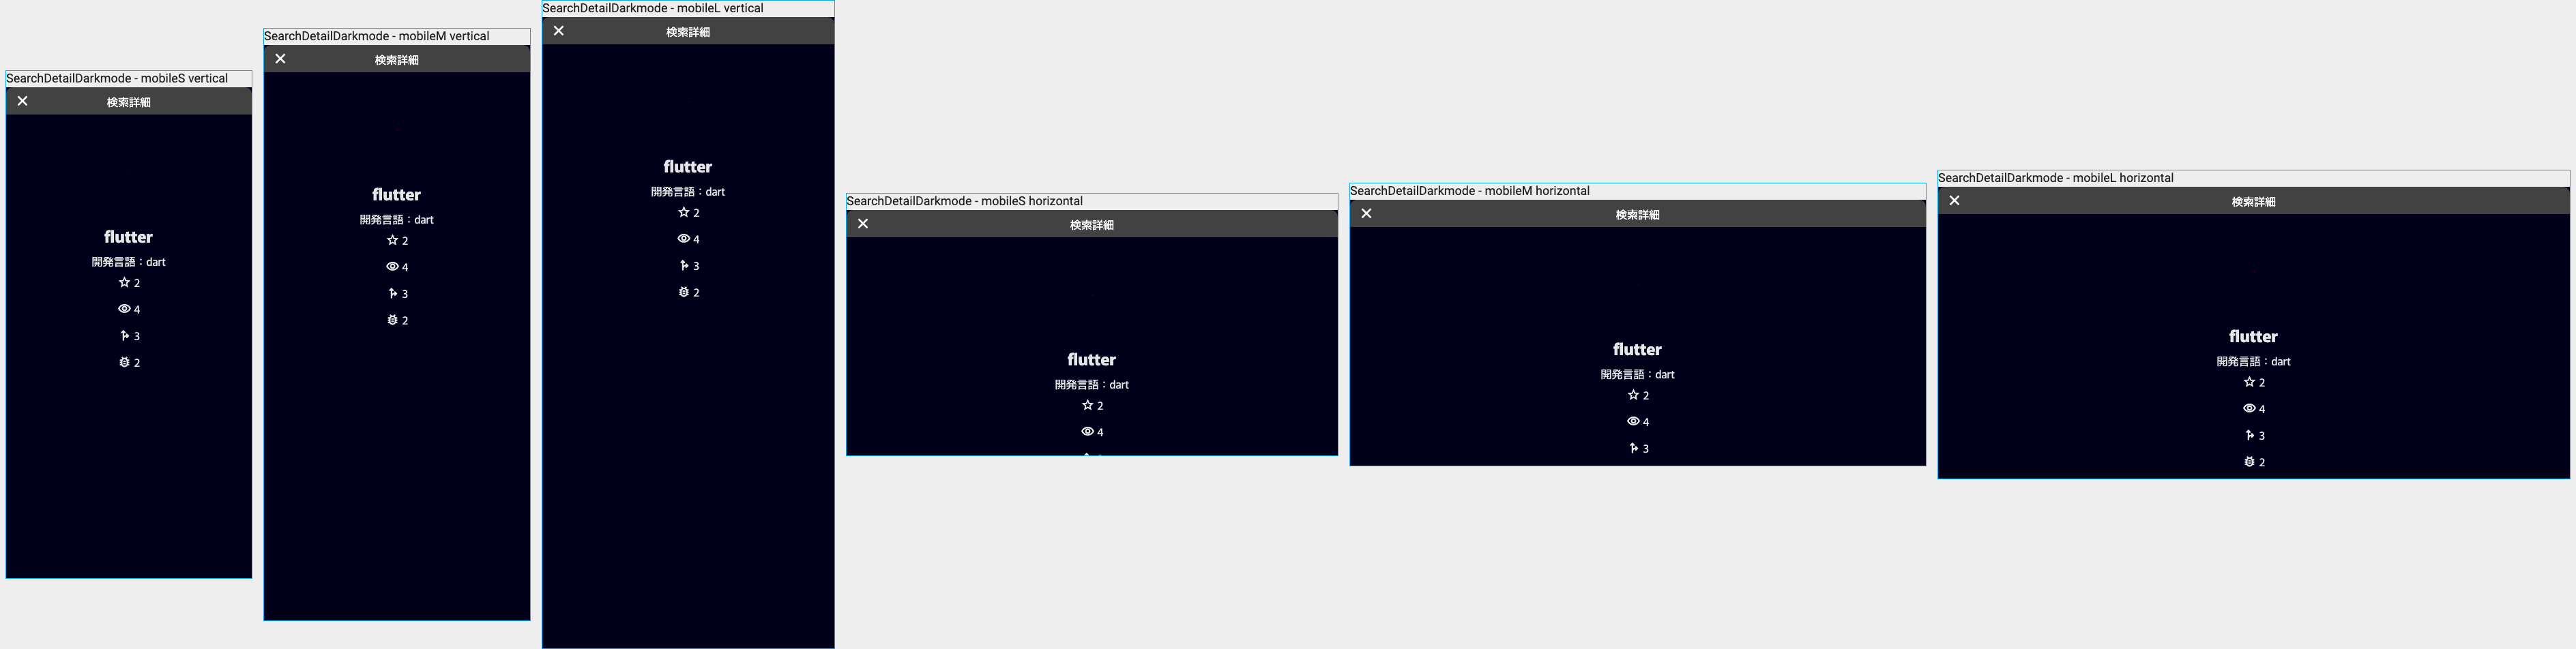 SearchDetailDarkmode - mobileS vertical
検索詳細
flutter
開発言語：dart
2
4
3
2
SearchDetailDarkmode - mobileM vertical
検索詳細
flutter
開発言語：dart
2
4
3
2
SearchDetailDarkmode - mobileL vertical
検索詳細
flutter
開発言語：dart
2
4
3
2
SearchDetailDarkmode - mobileS horizontal
検索詳細
flutter
開発言語：dart
2
4
SearchDetailDarkmode - mobileM horizontal
検索詳細
flutter
開発言語：dart
2
4
3
SearchDetailDarkmode - mobileL horizontal
検索詳細
flutter
開発言語：dart
2
4
3
2